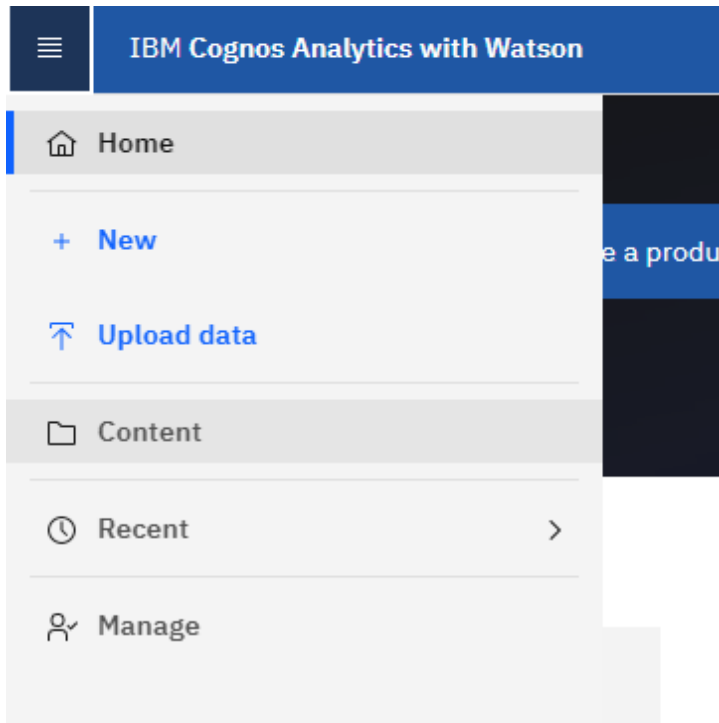 IBM Cognos Analytics with Watson
Home
New
e a produ
Upload data
Content
Recent
Manage